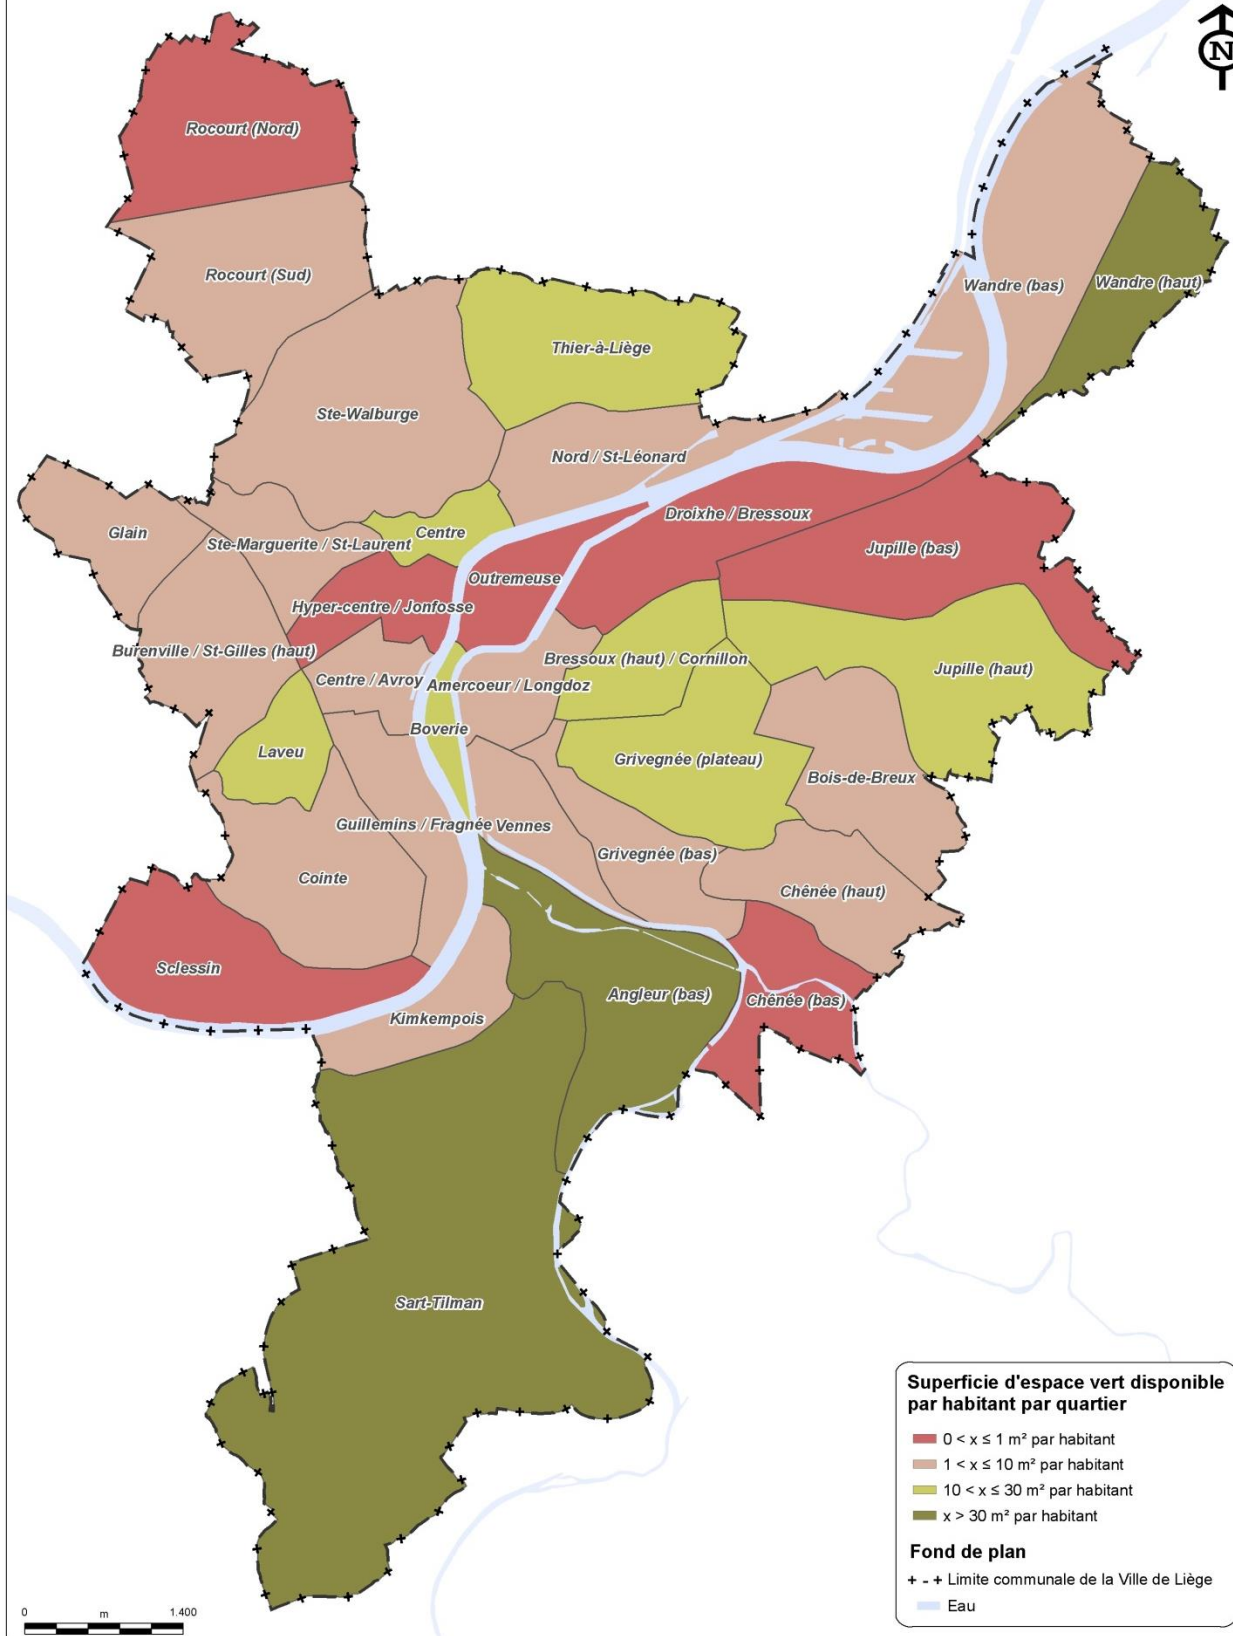 N
Rocourt (Nord)
Rocourt (Sud)
Wandre (bas)
Wandre (haut)
Thier-à-Liège
Ste-Walburge
Nord / St-Léonard
Droixhe / Bressoux
Glain
Centre
Ste-Marguerite / St-Laurent
Jupille (bas)
Outremeuse
Hyper-centre / Jonfosse
Burenville / St-Gilles (haut)
Bressoux (haut) / Cornillon
Jupille (haut)
Centre / Avroy
Amercoeur / Longdoz
Boverie
Laveu
Grivegnée (plateau)
Bois-de-Breux
Guillemins / Fragnée
Vennes
Grivegnée (bas)
Cointe
Chênée (haut)
Sclessin
Angleur (bas)
Chênée (bas)
Kimkempois
Sart-Tilman
Superficie d'espace vert disponible
par habitant par quartier
0 < x ≤ 1 m² par habitant
1 < x ≤ 10 m² par habitant
10 < x ≤ 30 m² par habitant
x > 30 m² par habitant
Fond de plan
Limite communale de la Ville de Liège
Eau
0 m 1.400